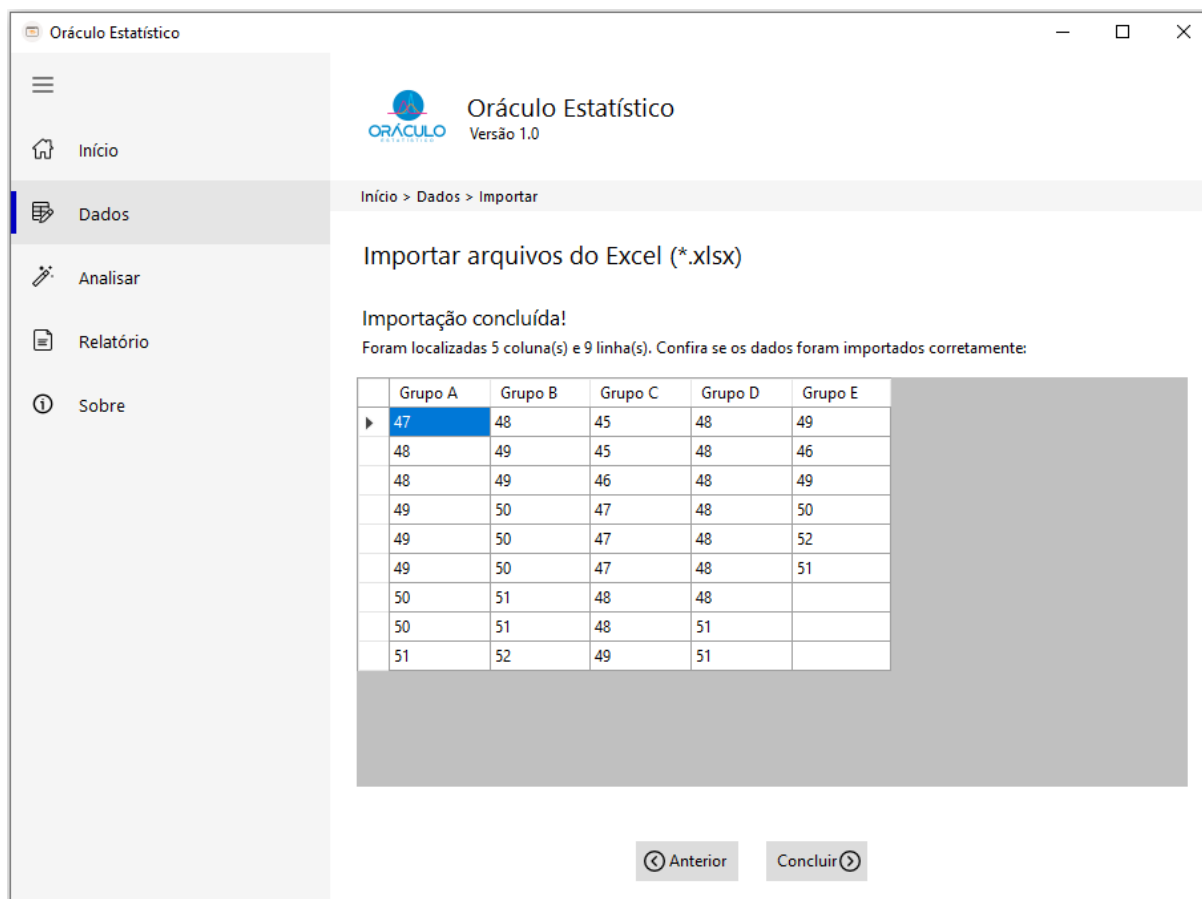 Oráculo Estatístico
Início
Dados
Analisar
Relatório
Sobre
ORÁCULO
ESTATÍSTICO
Oráculo Estatístico
Versão 1.0
Início > Dados > Importar
Importar arquivos do Excel (*.xlsx)
Importação concluída!
Foram localizadas 5 coluna(s) e 9 linha(s). Confira se os dados foram importados corretamente:
Grupo A Grupo B Grupo C Grupo D Grupo E
47 48 45 48 49
48 49 45 48 46
48 49 46 48 49
49 50 47 48 50
49 50 47 48 52
49 50 47 48 51
50 51 48 48
50 51 48 51
51 52 49 51
Anterior Concluir